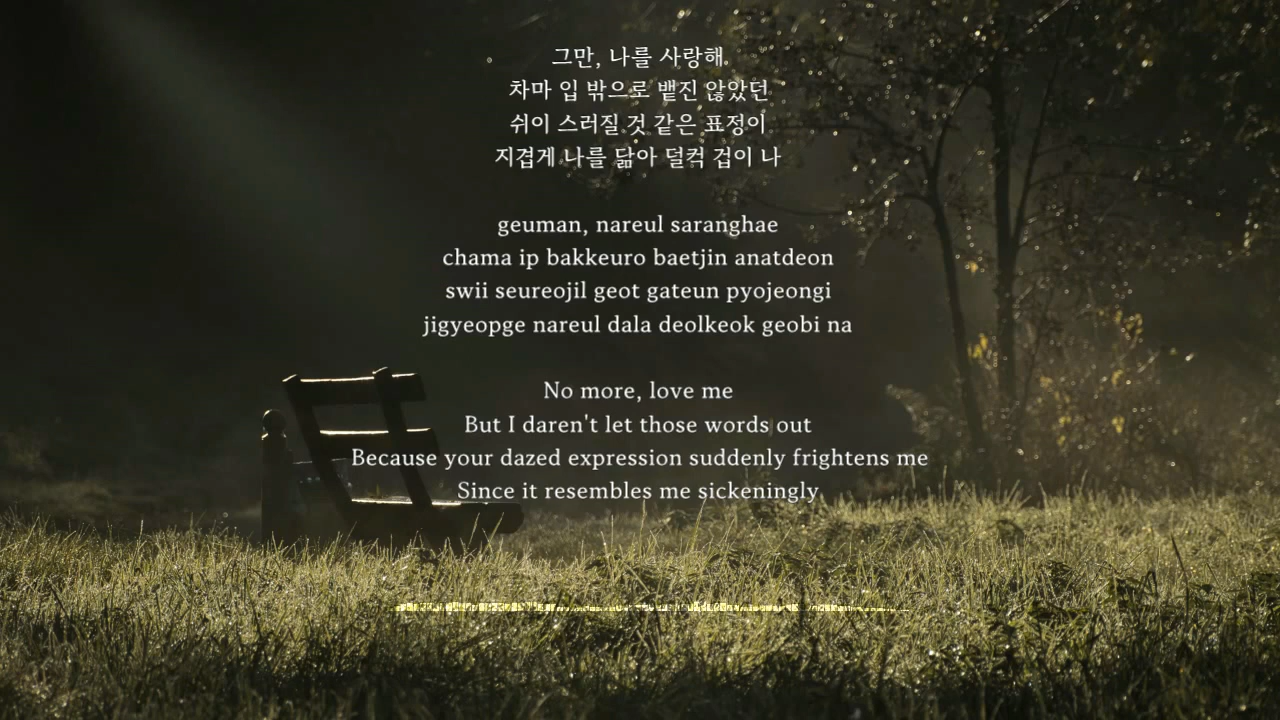 그만, 나를 사랑해
차마 입 밖으로 뱉진 않았던
쉬이 스러질 것 같은 표정이
지겹게 나를 닮아 덜컥 겁이 나
geuman, nareul saranghae
chama ip bakkeuro baetjin anatdeon
swii seureojil geot gateun pyojeongi
jigyeopge nareul dala deolkeok geobi na
No more, love me
But I daren't let those words out
Because your dazed expression suddenly frightens me
Since it resembles me sickeningly